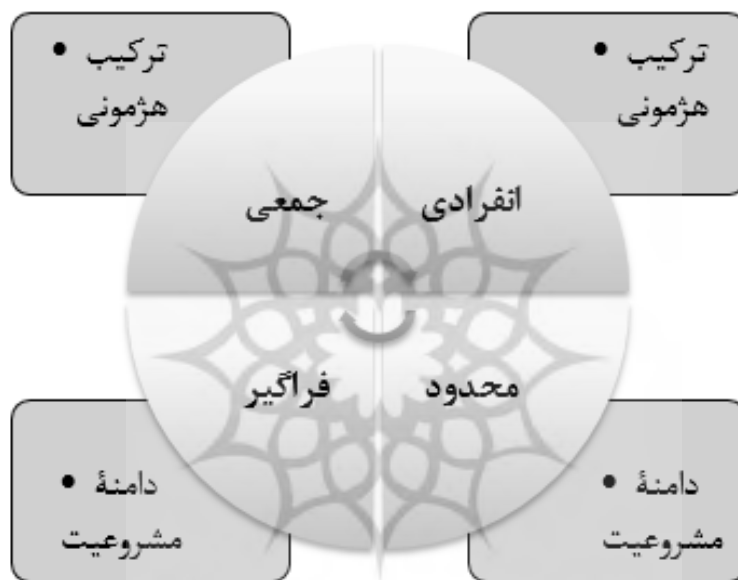 • ترکیب
هژمونی
• ترکیب
هژمونی
انفرادی
جمعی
محدود
فراگیر
• دامنهٔ
مشروعیت
• دامنهٔ
مشروعیت